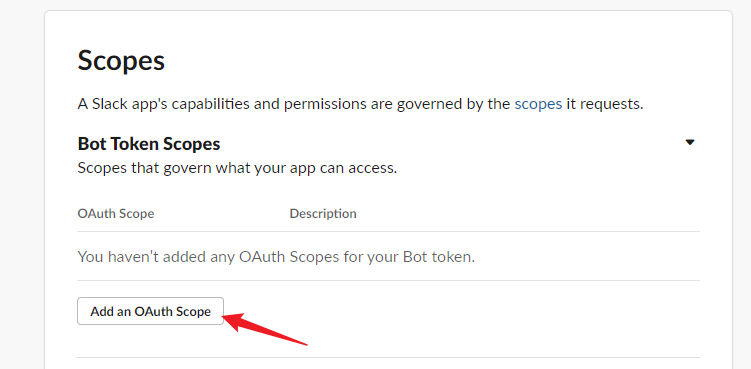 Scopes
A Slack app's capabilities and permissions are governed by the scopes it requests.
Bot Token Scopes
Scopes that govern what your app can access.
OAuth Scope Description
You haven’t added any OAuth Scopes for your Bot token.
Add an OAuth Scope